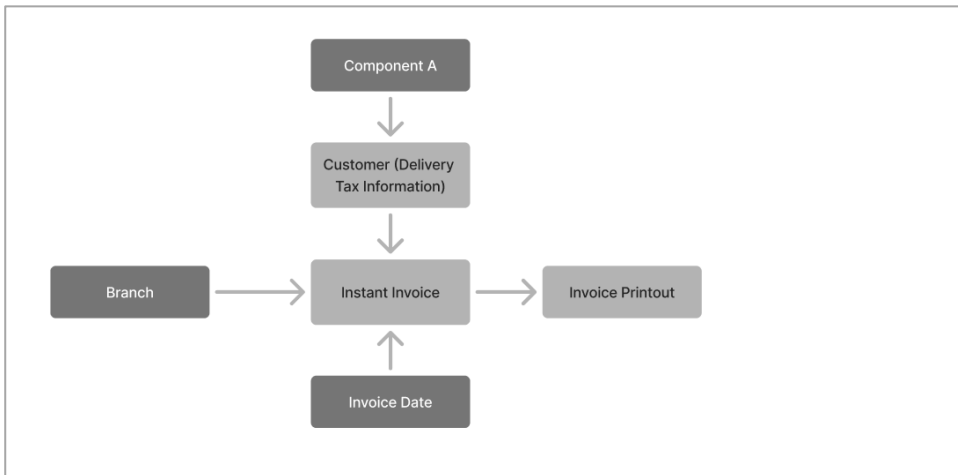 Component A
Customer (Delivery
Tax Information)
Branch
Instant Invoice
Invoice Printout
Invoice Date